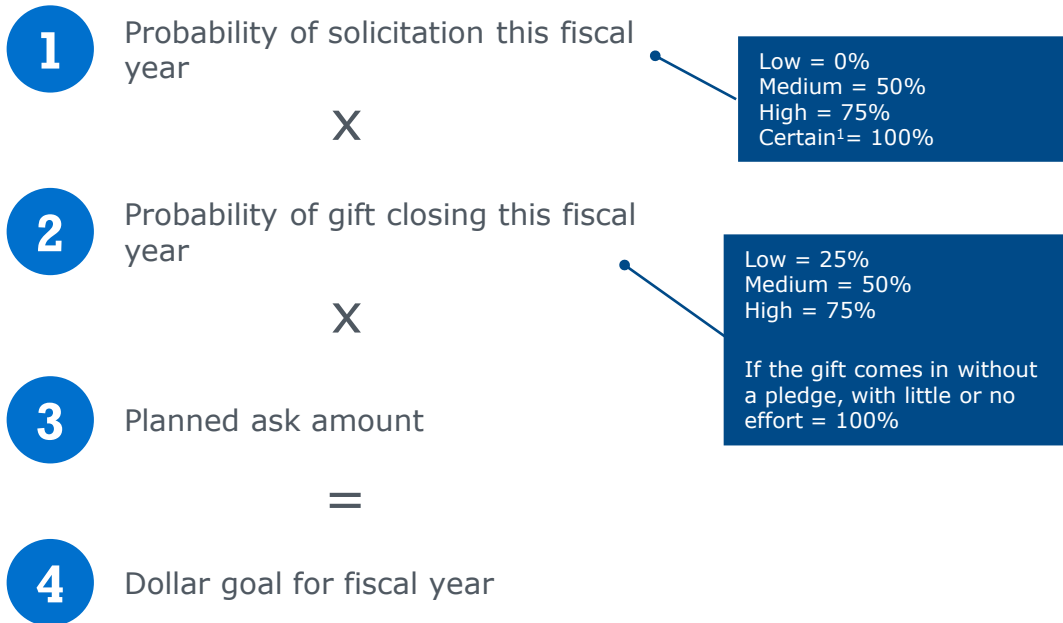 1
Probability of solicitation this fiscal
year
Low = 0%
Medium = 50%
High = 75%
Certain¹= 100%
x
2
Probability of gift closing this fiscal
year
Low = 25%
Medium = 50%
High = 75%
If the gift comes in without
a pledge, with little or no
effort = 100%
x
3
Planned ask amount
=
4
Dollar goal for fiscal year